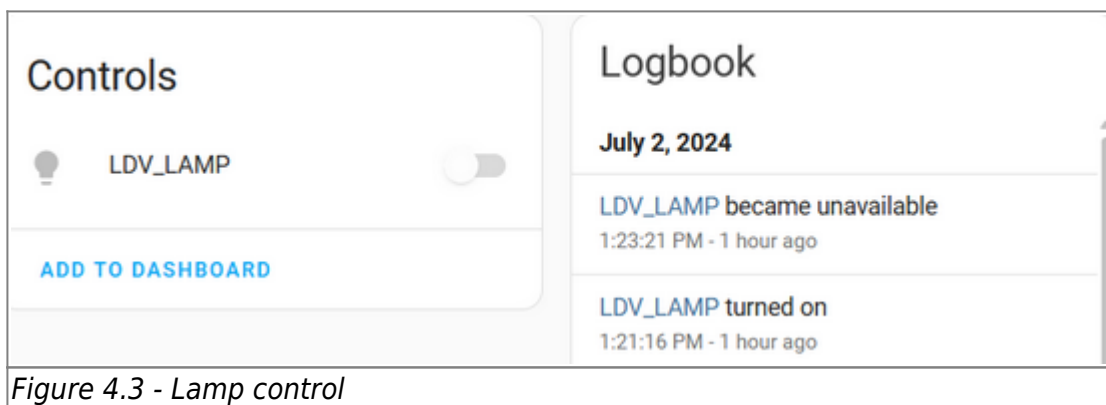 Controls
LDV_LAMP
ADD TO DASHBOARD
Logbook
July 2, 2024
LDV_LAMP became unavailable
1:23:21 PM - 1 hour ago
LDV_LAMP turned on
1:21:16 PM - 1 hour ago
Figure 4.3 - Lamp control